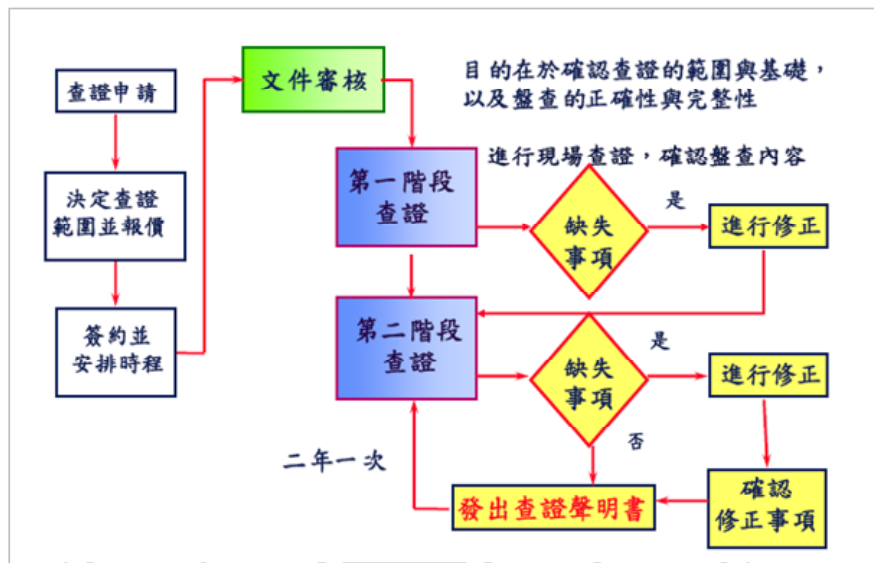 查證申請
決定查證
範圍並報價
簽約並
安排時程
文件審核
目的在於確認查證的範圍與基礎，
以及盤查的正確性與完整性
第一階段
查證
進行現場查證，確認盤查內容
缺失
事項
是
進行修正
第二階段
查證
缺失
事項
是
進行修正
否
確認
修正事項
發出查證聲明書
二年一次